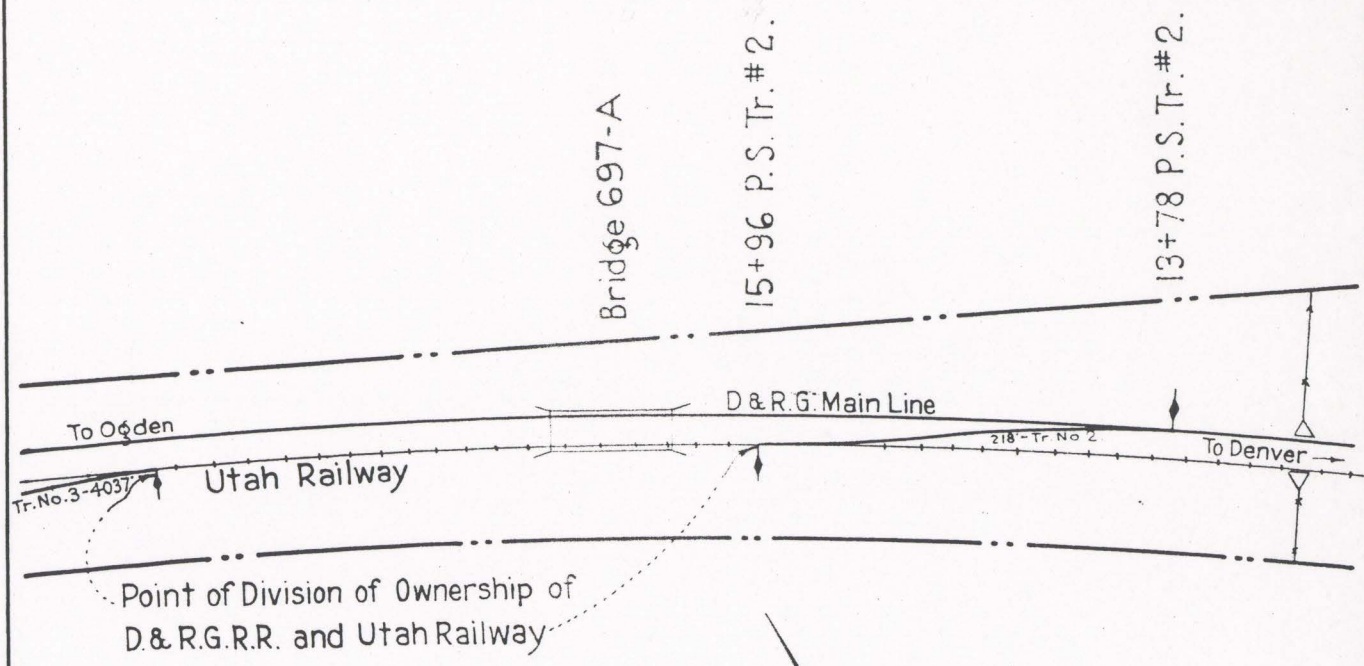 Bridge 697-A
15+96 P.S. Tr. #2.
13+78 P.S. Tr. #2.
D & R.G. Main Line
To Ogden
218'-Tr. No 2.
To Denver
Utah Railway
Tr. No. 3-4037'
Point of Division of Ownership of
D. & R.G. R.R. and Utah Railway